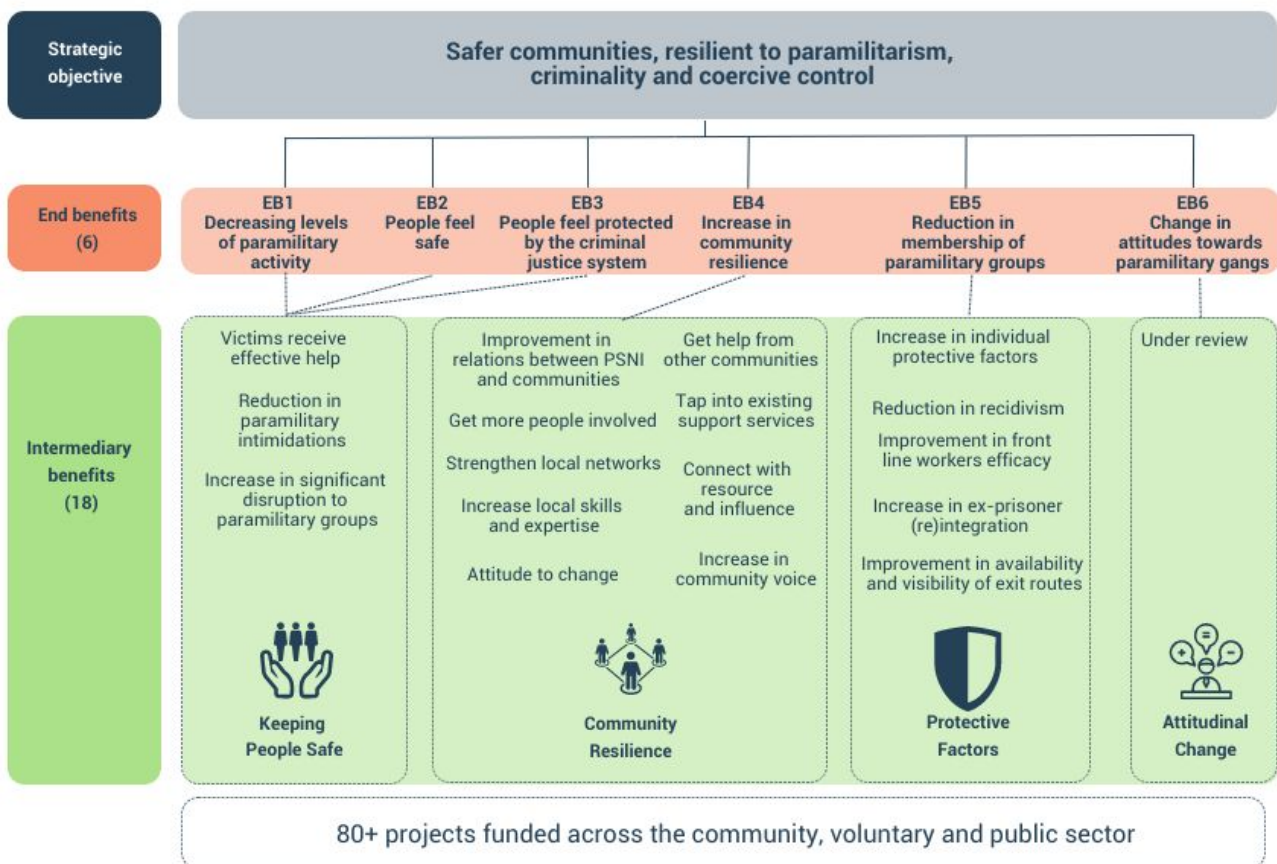 Strategic
objective
Safer communities, resilient to paramilitarism,
criminality and coercive control
End benefits
(6)
EB1
Decreasing levels
of paramilitary
activity
EB2
People feel
safe
EB3
People feel protected
by the criminal
justice system
EB4
Increase in
community
resilience
EB5
Reduction in
membership of
paramilitary groups
EB6
Change in
attitudes towards
paramilitary gangs
Intermediary
benefits
(18)
Victims receive
effective help
Reduction in
paramilitary
intimidations
Increase in significant
disruption to
paramilitary groups
Keeping
People Safe
Improvement in
relations between PSNI
and communities
Get more people involved
Strengthen local networks
Increase local skills
and expertise
Attitude to change
Get help from
other communities
Tap into existing
support services
Connect with
resource
and influence
Increase in
community voice
Community
Resilience
Increase in individual
protective factors
Reduction in recidivism
Improvement in front
line workers efficacy
Increase in ex-prisoner
(re)integration
Improvement in availability
and visibility of exit routes
Protective
Factors
Under review
Attitudinal
Change
80+ projects funded across the community, voluntary and public sector